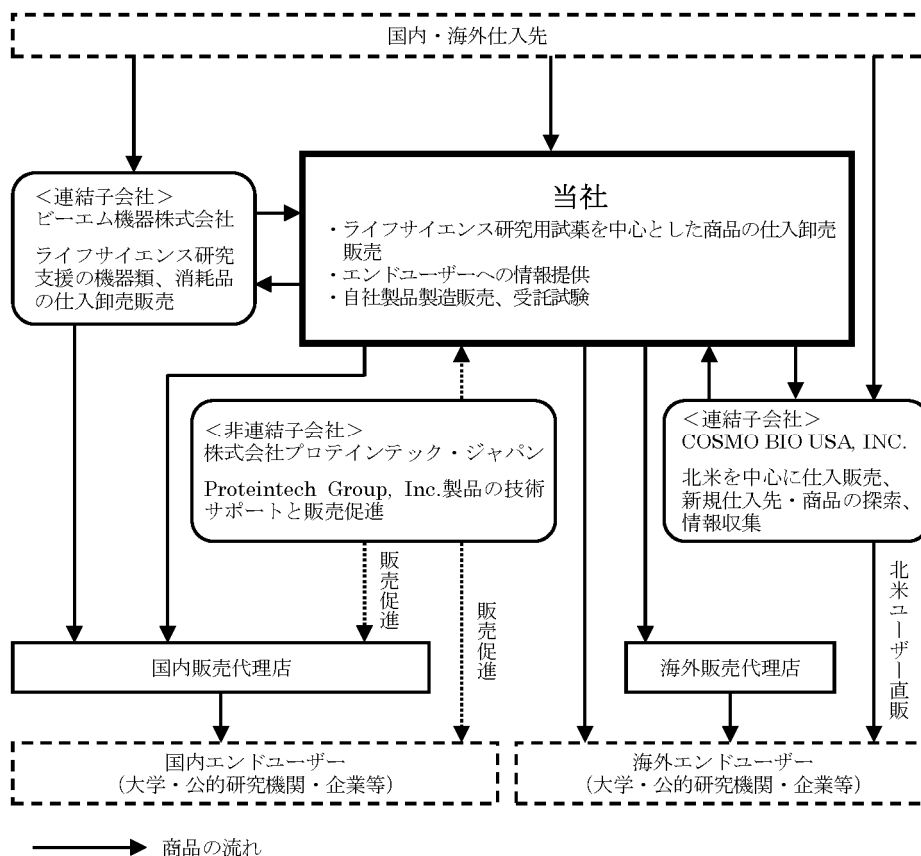 国内・海外仕入先
<連結子会社>
ビーエム機器株式会社
ライフサイエンス研究
支援の機器類、消耗品
の仕入卸売販売
当社
・ライフサイエンス研究用試薬を中心とした商品の仕入卸売
販売
・エンドユーザーへの情報提供
・自社製品製造販売、受託試験
<非連結子会社>
株式会社プロテインテック・ジャパン
Proteintech Group, Inc.製品の技術
サポートと販売促進
<連結子会社>
COSMO BIO USA, INC.
北米を中心に仕入販売、
新規仕入先・商品の探索、
情報収集
販売促進
販売促進
北米ユーザー直販
国内販売代理店
海外販売代理店
国内エンドユーザー
(大学・公的研究機関・企業等)
海外エンドユーザー
(大学・公的研究機関・企業等)
商品の流れ